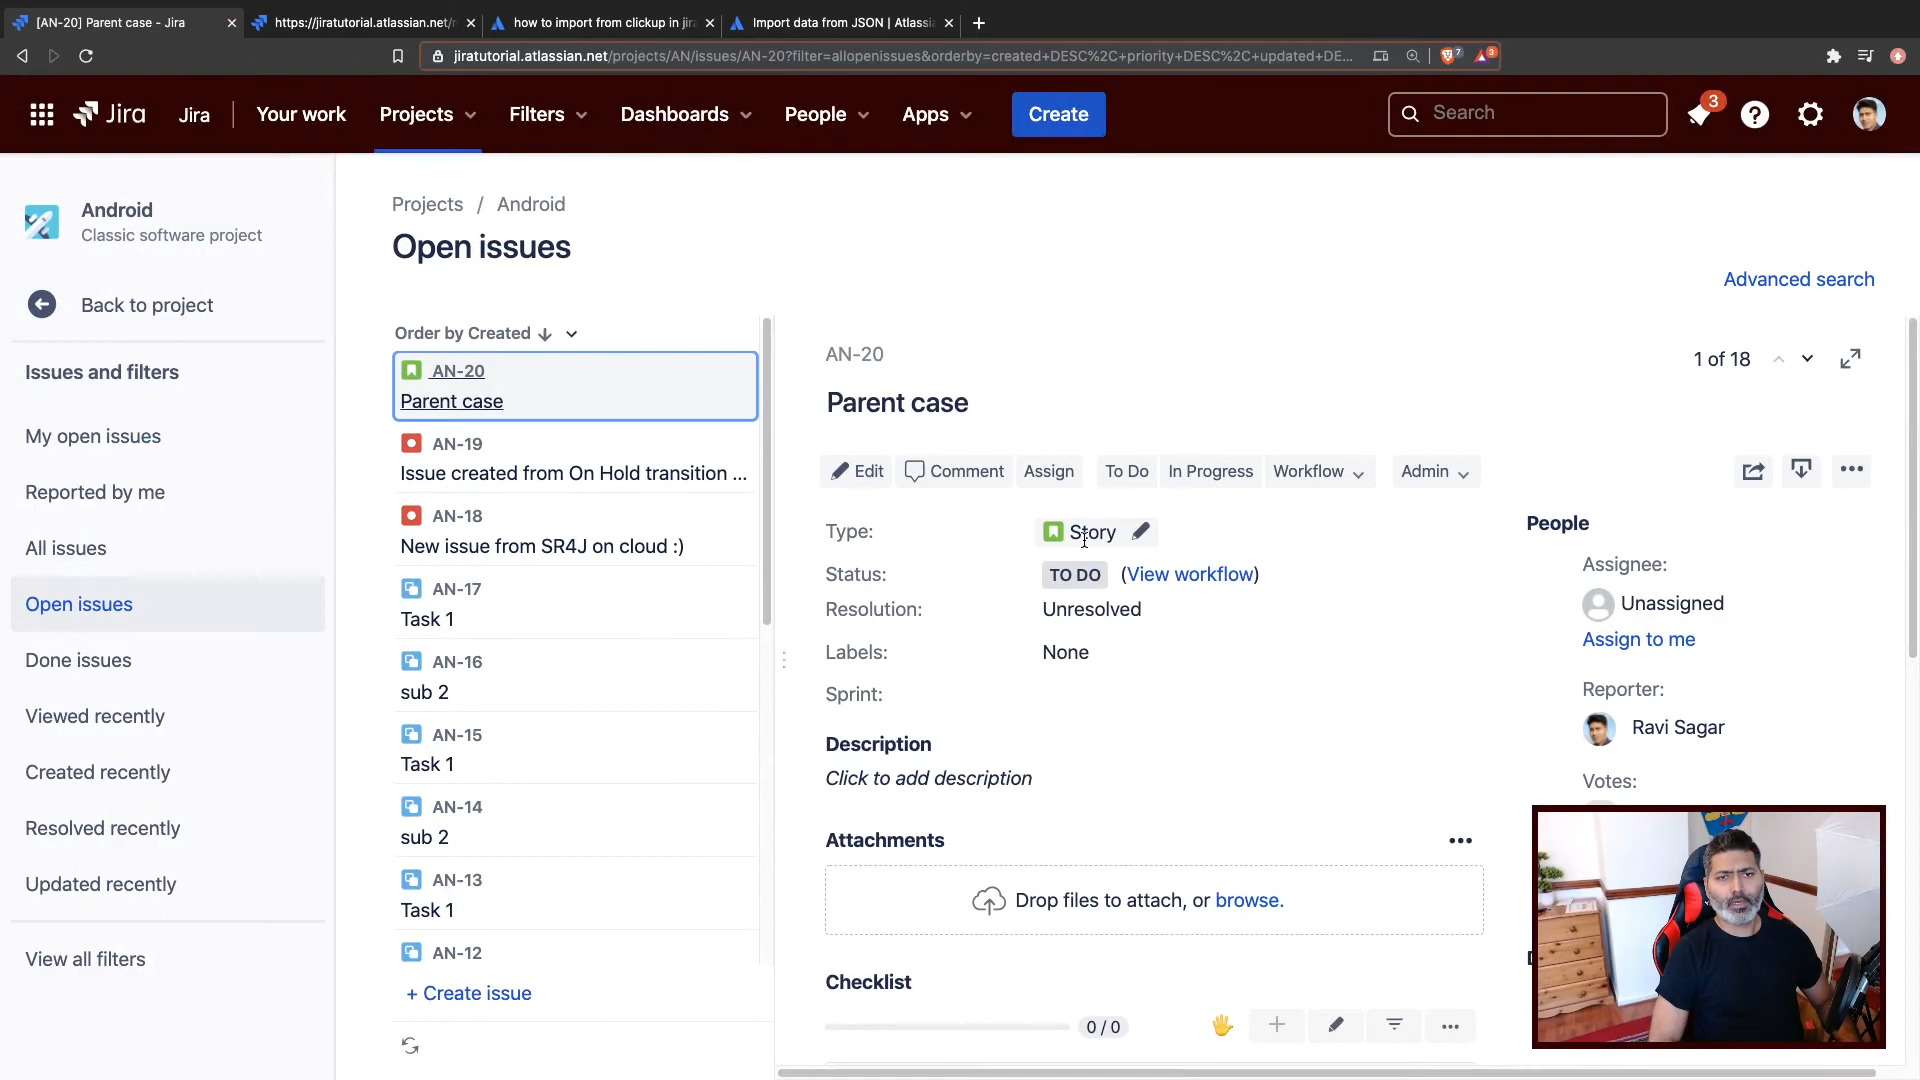 [AN-20] Parent case - Jira
https://jiratutorial.atlassian.net/
how to import from clickup in jir
Import data from JSON | Atlassi
jiratutorial.atlassian.net/projects/AN/issues/AN-20?filter=allopenissues&orderby=created+DESC%2C+priority+DESC%2C+updated+DE...
7
3
Jira
Jira
Your work
Projects
Filters
Dashboards
People
Apps
Create
Search
3
Android
Classic software project
Back to project
Issues and filters
My open issues
Reported by me
All issues
Open issues
Done issues
Viewed recently
Created recently
Resolved recently
Updated recently
View all filters
Projects / Android
Open issues
Advanced search
Order by Created
AN-20
Parent case
AN-19
Issue created from On Hold transition ...
AN-18
New issue from SR4J on cloud :)
AN-17
Task 1
AN-16
sub 2
AN-15
Task 1
AN-14
sub 2
AN-13
Task 1
AN-12
+ Create issue
AN-20
1 of 18
Parent case
Edit
Comment
Assign
To Do
In Progress
Workflow
Admin
Type: Story
Status: TO DO (View workflow)
Resolution: Unresolved
Labels: None
Sprint:
Description
Click to add description
Attachments
Drop files to attach, or browse.
Checklist
0 / 0
People
Assignee:
Unassigned
Assign to me
Reporter:
Ravi Sagar
Votes: